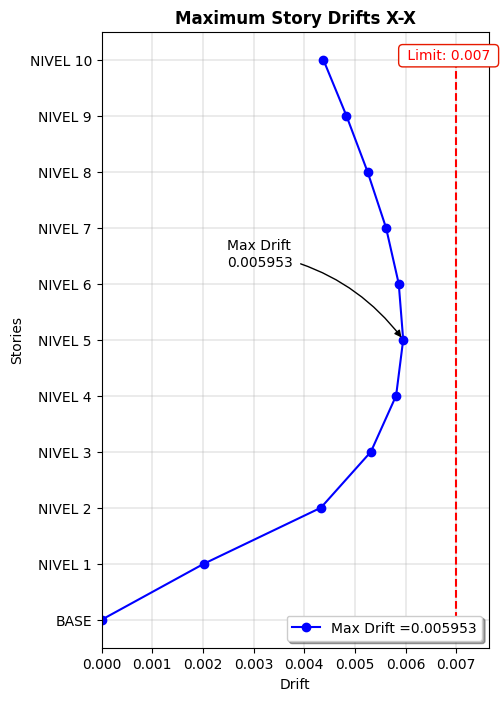 Maximum Story Drifts X-X
NIVEL 10
Limit: 0.007
NIVEL 9
NIVEL 8
NIVEL 7
Max Drift
0.005953
NIVEL 6
NIVEL 5
Stories
NIVEL 4
NIVEL 3
NIVEL 2
NIVEL 1
BASE
Max Drift =0.005953
0.000 0.001 0.002 0.003 0.004 0.005 0.006 0.007
Drift